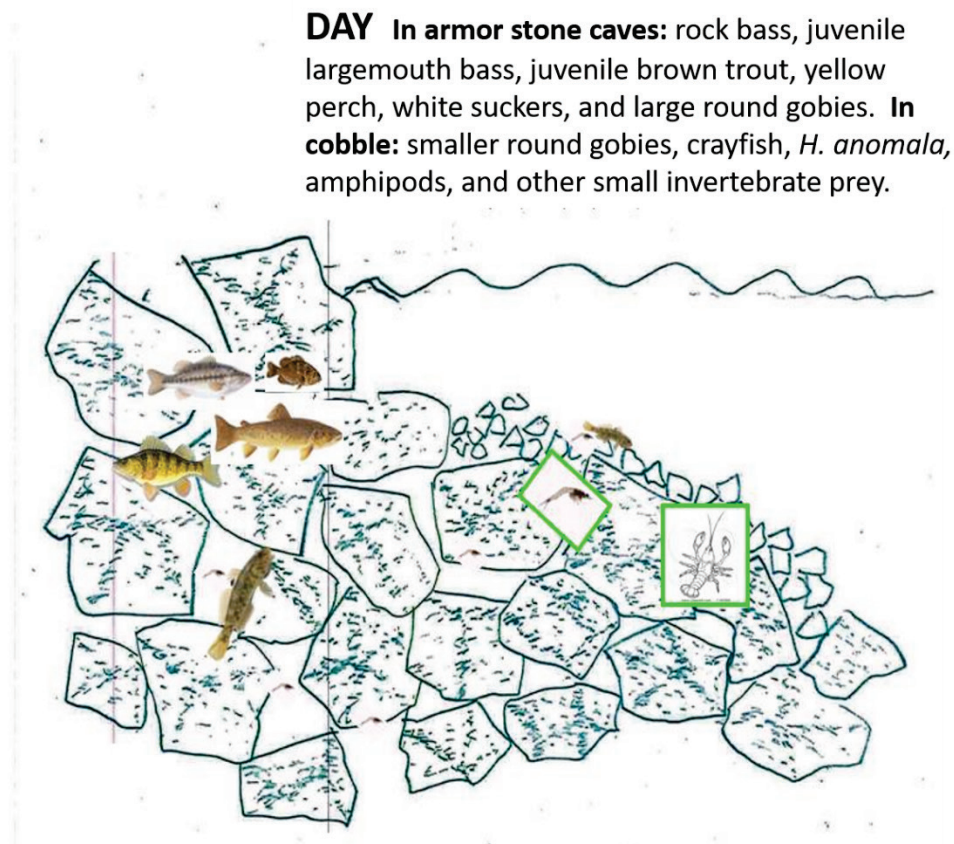 DAY In armor stone caves: rock bass, juvenile
largemouth bass, juvenile brown trout, yellow
perch, white suckers, and large round gobies. In
cobble: smaller round gobies, crayfish, H. anomala,
amphipods, and other small invertebrate prey.